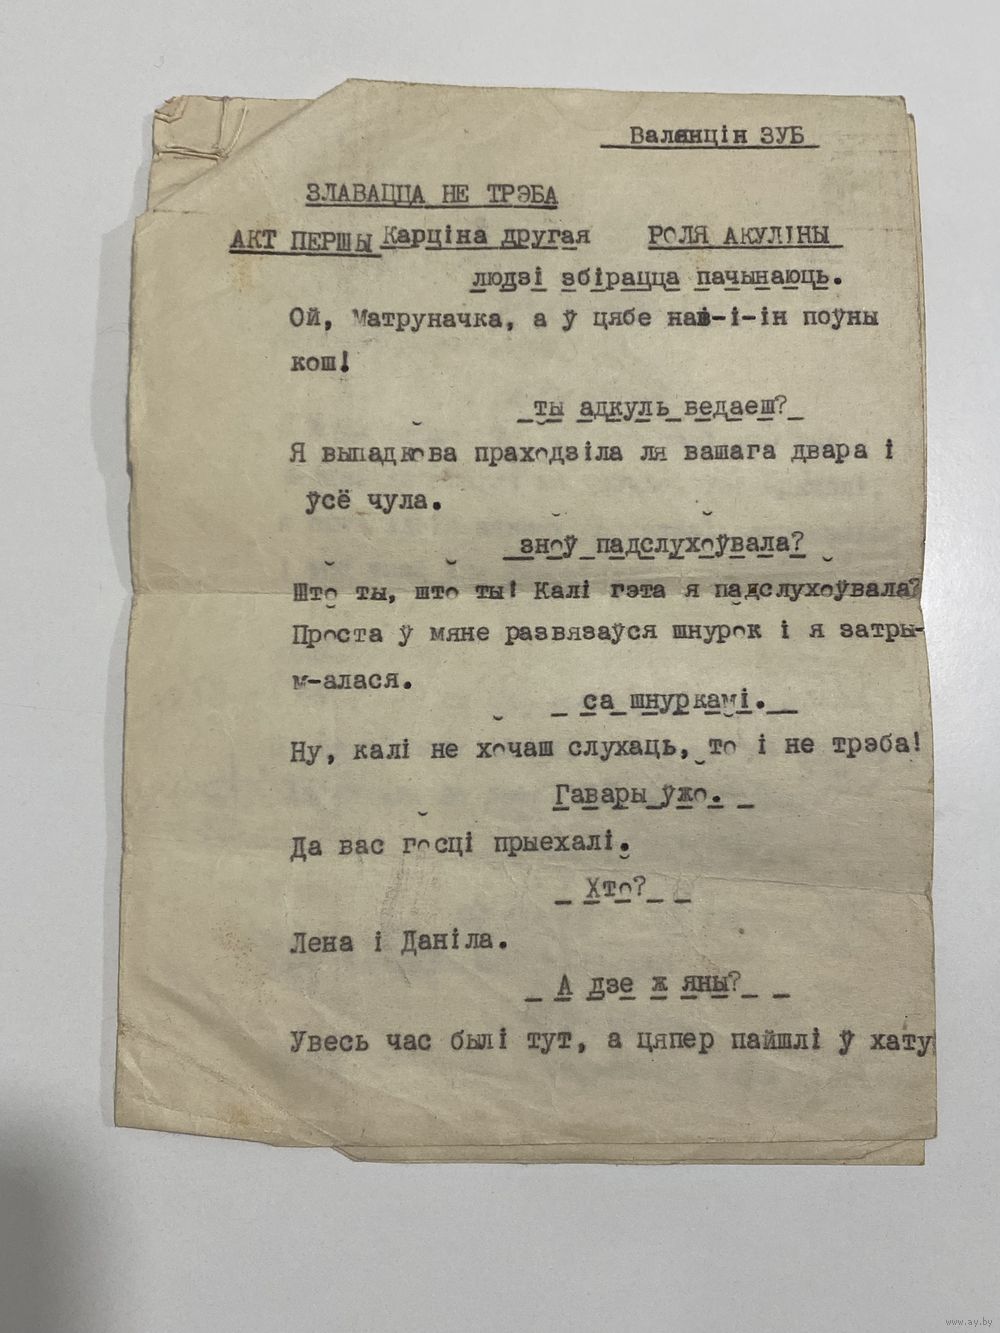 Валянцін ЗУБ
ЗЛАВАЦЦА НЕ ТРЭБА
АКТ ПЕРШЫ Карціна другая РОЛЯ АКУЛІНЫ
людзі збірацца пачынаюць.
Ой, Матруначка, а ў цябе поўны
кош!
ты адкуль ведаеш?
Я выпадкова праходзіла ля вашага двара і
ўсё чула.
зноў падслухоўвала?
Што ты, што ты! Калі гэта я падслухоўвала?
Проста ў мяне развязаўся шнурок і я затры-
м-алася.
са шнуркамі.
Ну, калі не хочаш слухаць, то і не трэба!
Гавары ўжо.
Да вас госці прыехалі.
Хто?
Лена і Даніла.
А дзе ж яны?
Увесь час былі тут, а цяпер пайшлі ў хату
www.ay.by